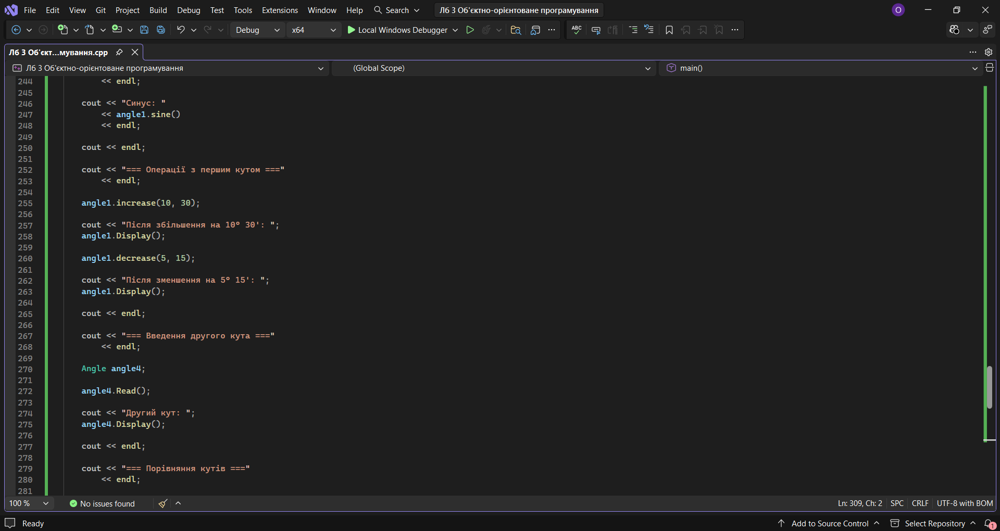 File Edit View Git Project Build Debug Test Tools Extensions Window Help Search Лб 3 Об'єктно-орієнтоване програмування O
Debug x64 Local Windows Debugger ABC
Лб 3 Об'єкт...мування.cpp
Лб 3 Об'єктно-орієнтоване програмування (Global Scope) main()
244 << endl;
245
246 cout << "Синус: "
247 << angle1.sine()
248 << endl;
249
250 cout << endl;
251
252 cout << "=== Операції з першим кутом ==="
253 << endl;
254
255 angle1.increase(10, 30);
256
257 cout << "Після збільшення на 10° 30': ";
258 angle1.Display();
259
260 angle1.decrease(5, 15);
261
262 cout << "Після зменшення на 5° 15': ";
263 angle1.Display();
264
265 cout << endl;
266
267 cout << "=== Введення другого кута ==="
268 << endl;
269
270 Angle angle4;
271
272 angle4.Read();
273
274 cout << "Другий кут: ";
275 angle4.Display();
276
277 cout << endl;
278
279 cout << "=== Порівняння кутів ==="
280 << endl;
281
100 % No issues found Ln: 309, Ch: 2 SPC CRLF UTF-8 with BOM
Ready Add to Source Control Select Repository 1